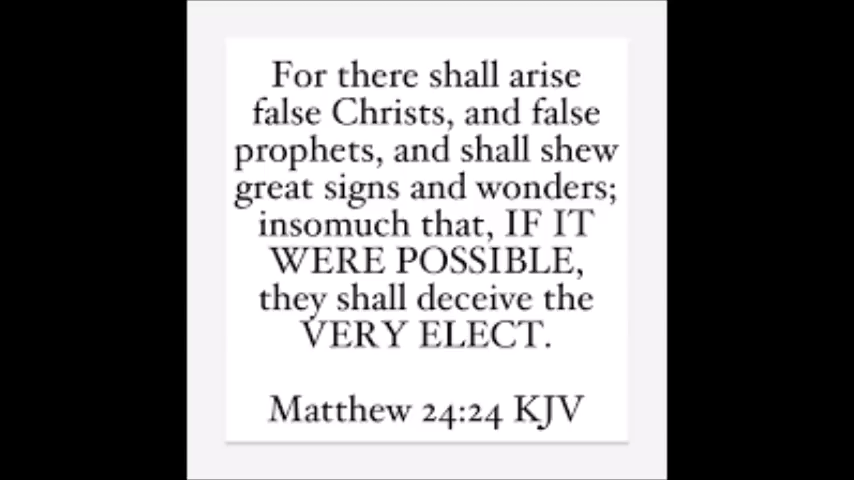 For there shall arise
false Christs, and false
prophets, and shall shew
great signs and wonders;
insomuch that, IF IT
WERE POSSIBLE,
they shall deceive the
VERY ELECT.
Matthew 24:24 KJV